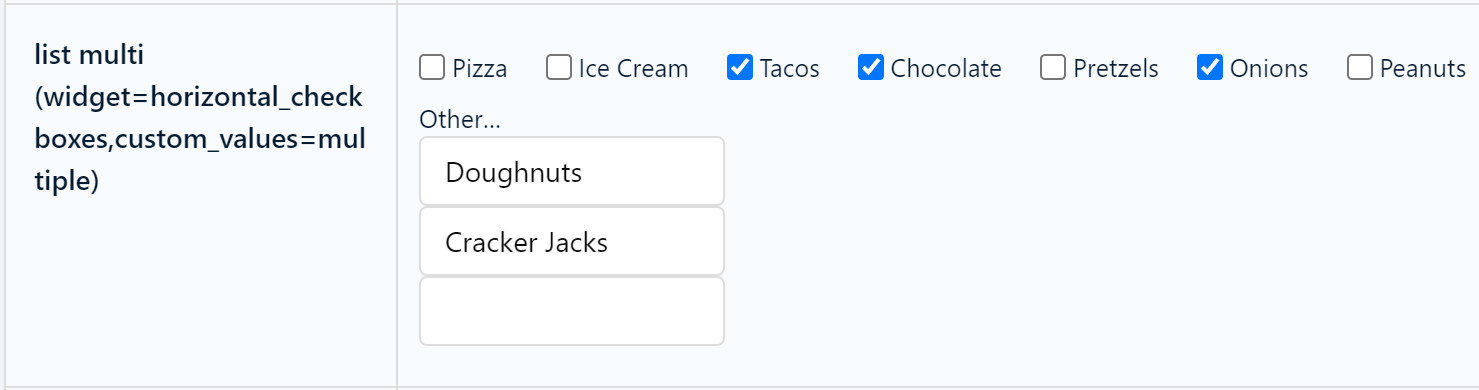 list multi
(widget=horizontal_check
boxes,custom_values=mul
tiple)
Pizza Ice Cream Tacos Chocolate Pretzels Onions Peanuts
Other...
Doughnuts
Cracker Jacks